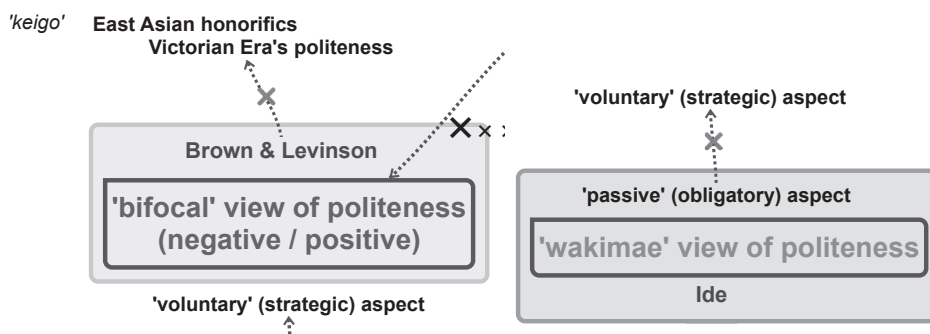 'keigo' East Asian honorifics
Victorian Era's politeness
Brown & Levinson
'bifocal' view of politeness
(negative / positive)
'voluntary' (strategic) aspect
'voluntary' (strategic) aspect
'passive' (obligatory) aspect
'wakimae' view of politeness
Ide